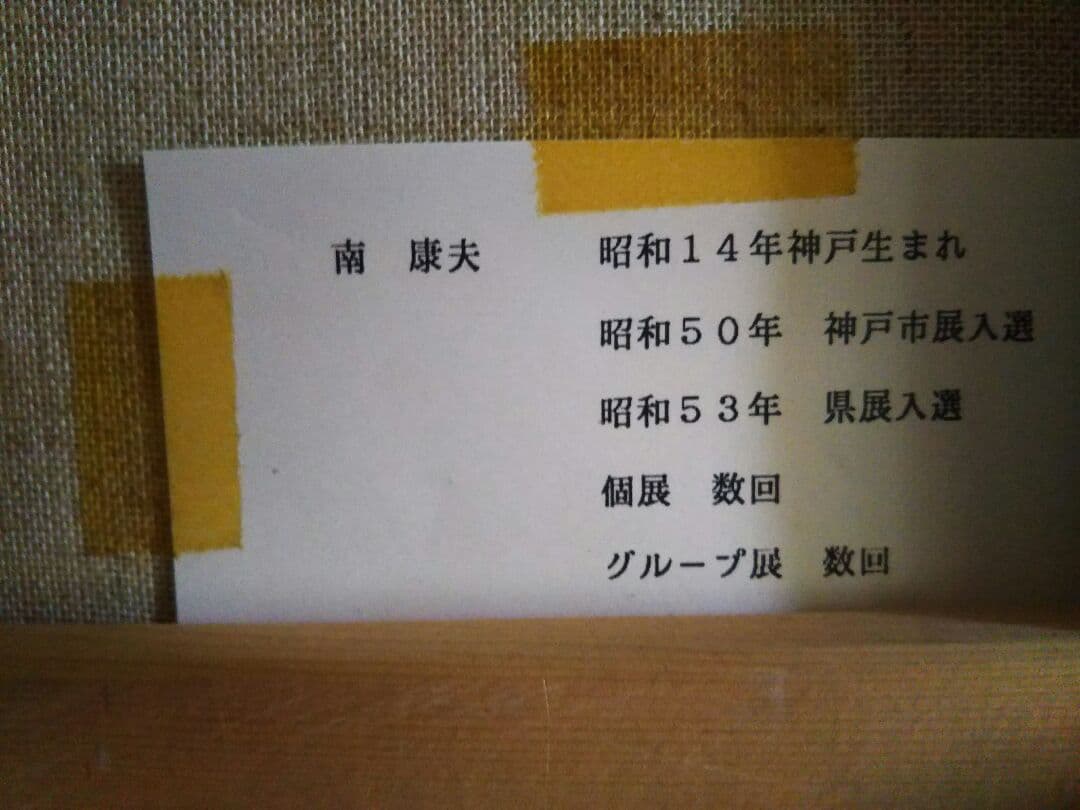 南　康夫　　　昭和１４年神戸生まれ
昭和５０年　神戸市展入選
昭和５３年　県展入選
個展　数回
グループ展　数回